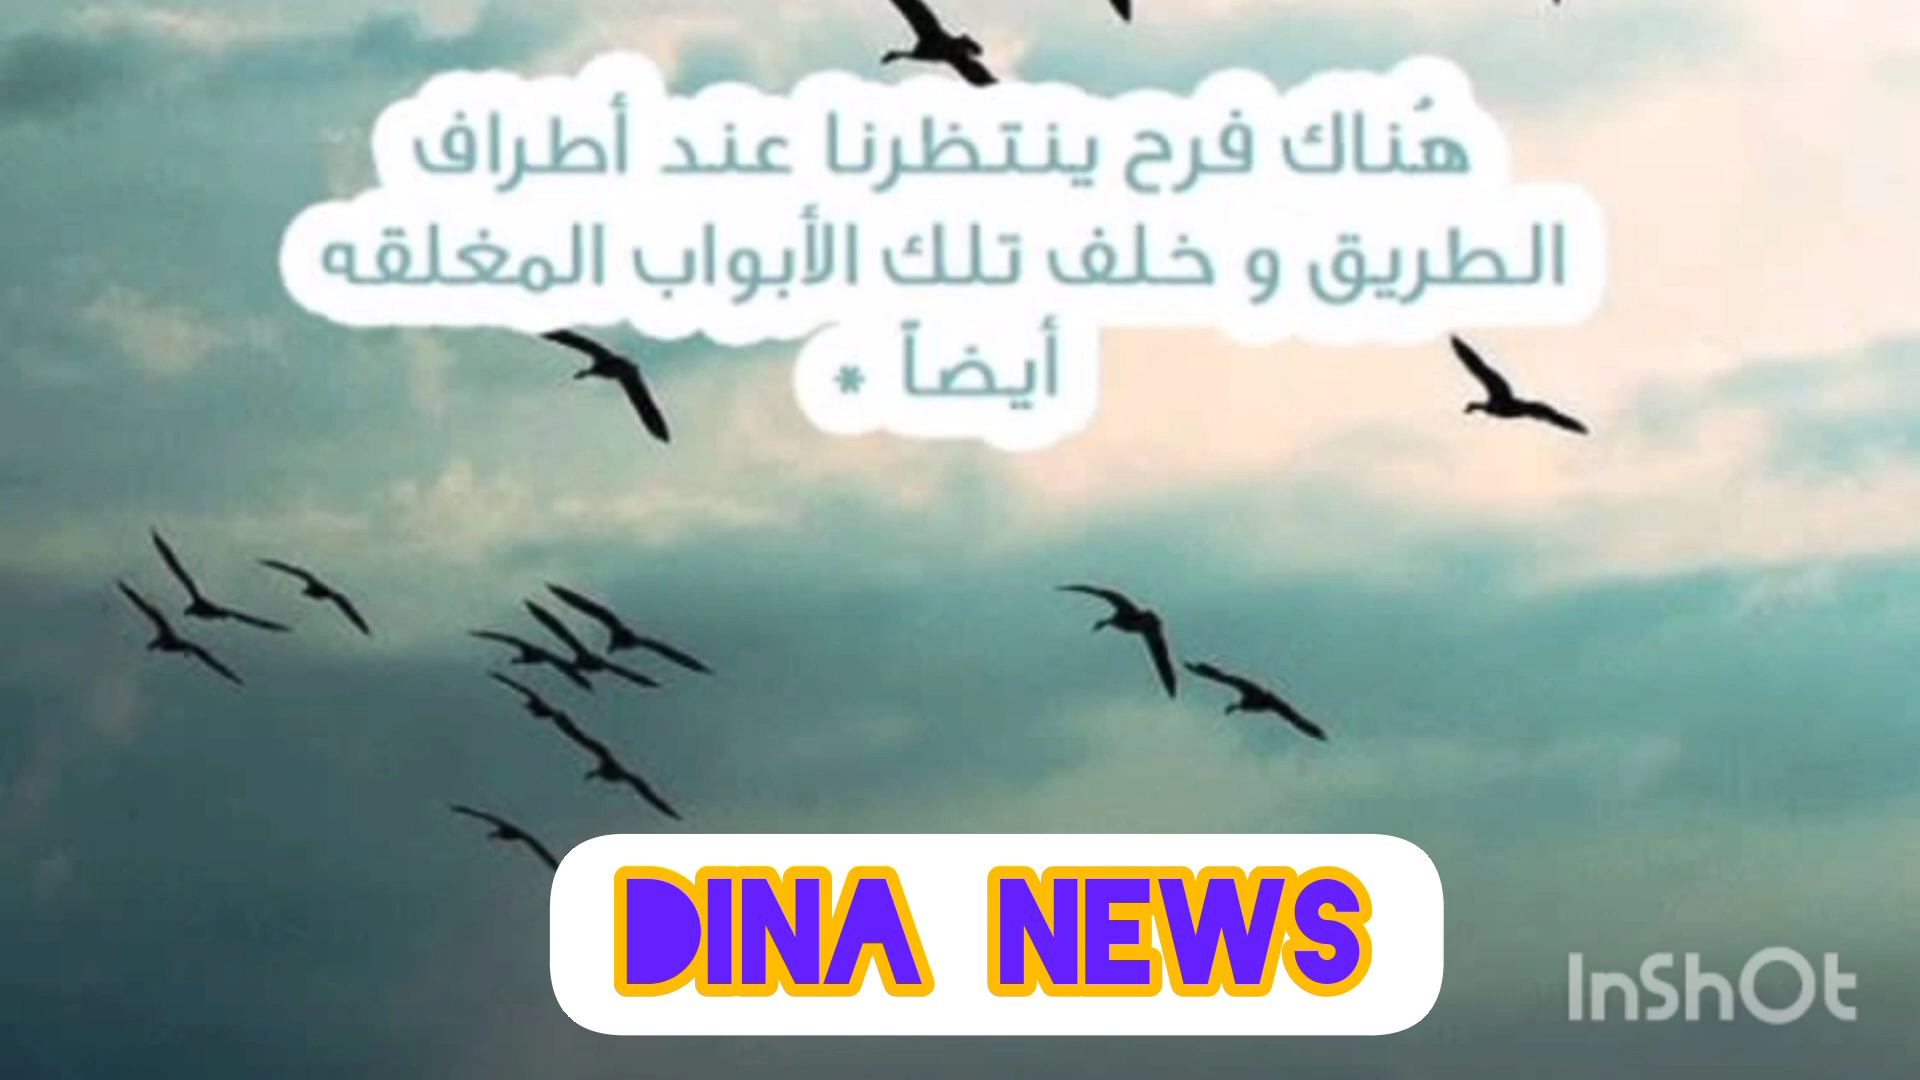 هُناك فرح ينتظرنا عند أطراف
الطريق و خلف تلك الأبواب المغلقه
أيضاً *
DINA NEWS
InShOt